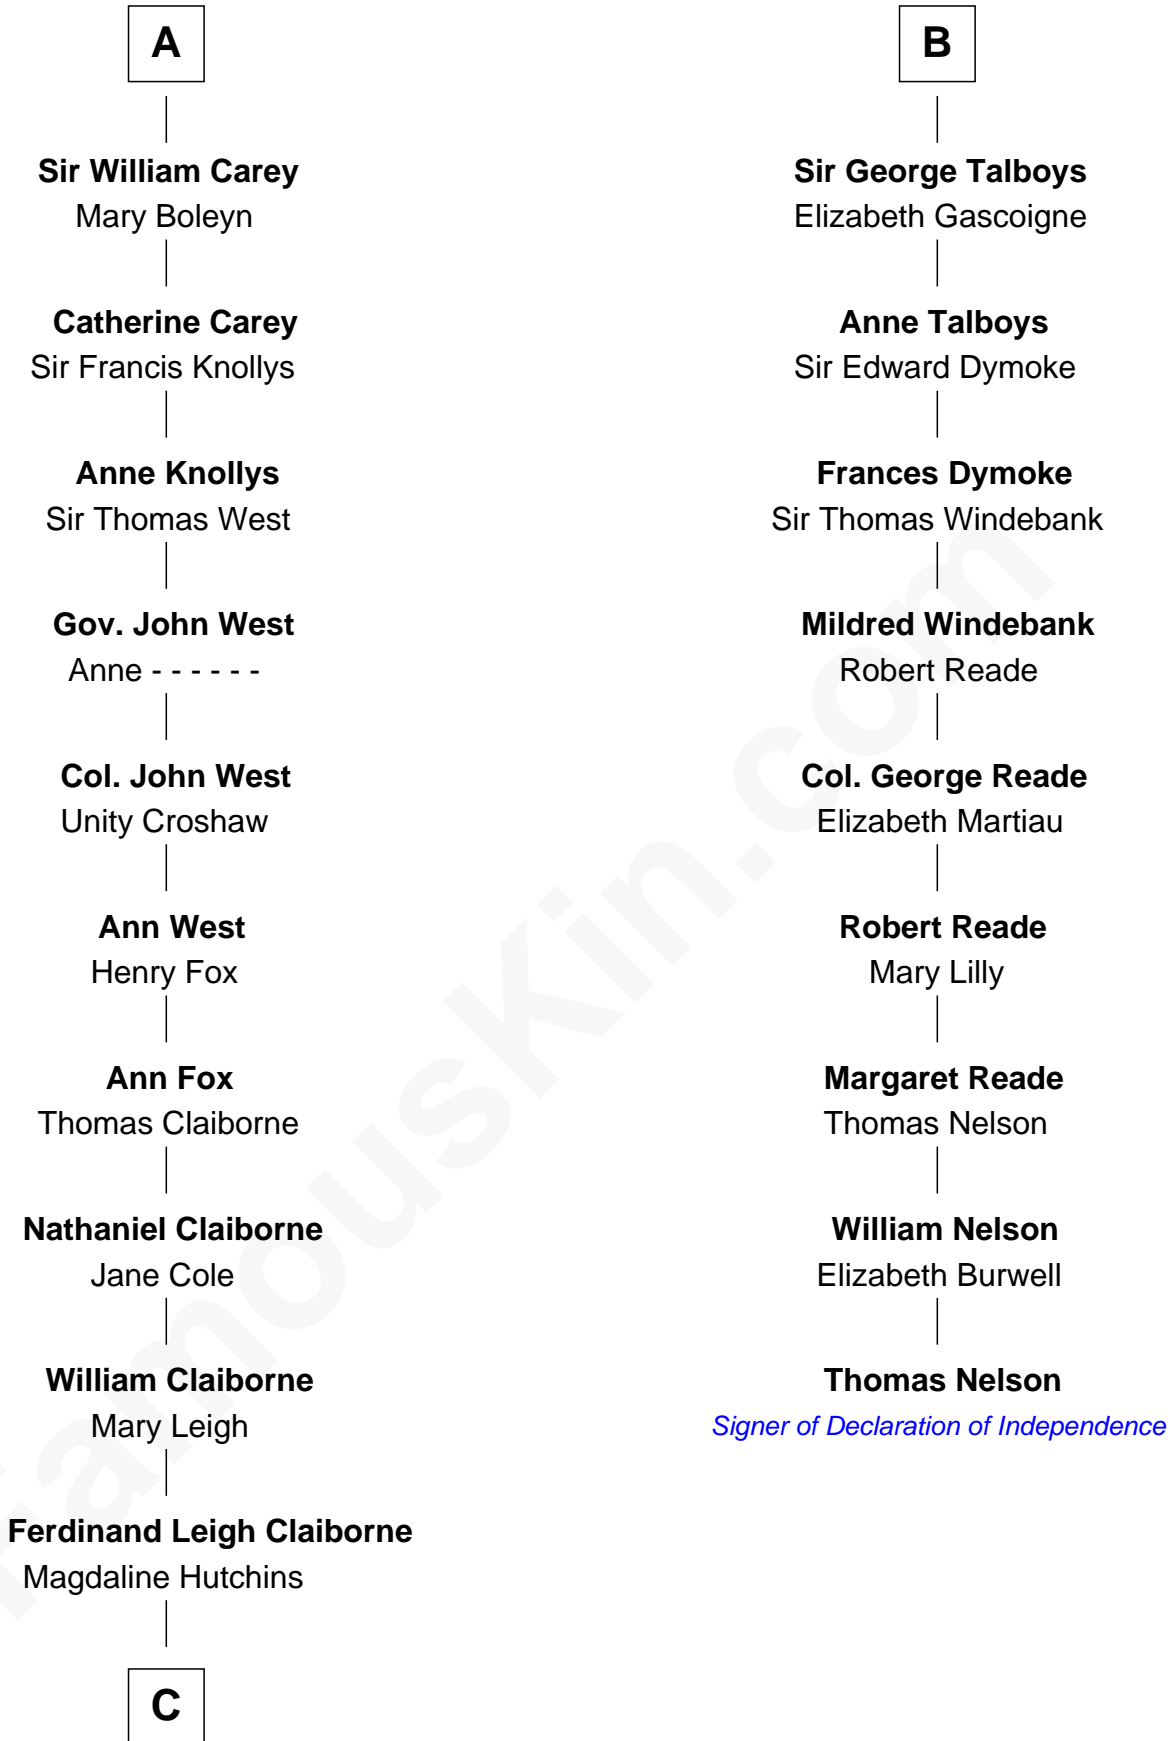 A
Sir William Carey
Mary Boleyn
Catherine Carey
Sir Francis Knollys
Anne Knollys
Sir Thomas West
Gov. John West
Anne - - - - - -
Col. John West
Unity Croshaw
Ann West
Henry Fox
Ann Fox
Thomas Claiborne
Nathaniel Claiborne
Jane Cole
William Claiborne
Mary Leigh
Ferdinand Leigh Claiborne
Magdaline Hutchins
C
B
Sir George Talboys
Elizabeth Gascoigne
Anne Talboys
Sir Edward Dymoke
Frances Dymoke
Sir Thomas Windebank
Mildred Windebank
Robert Reade
Col. George Reade
Elizabeth Martiau
Robert Reade
Mary Lilly
Margaret Reade
Thomas Nelson
William Nelson
Elizabeth Burwell
Thomas Nelson
Signer of Declaration of Independence
FamousKin.com